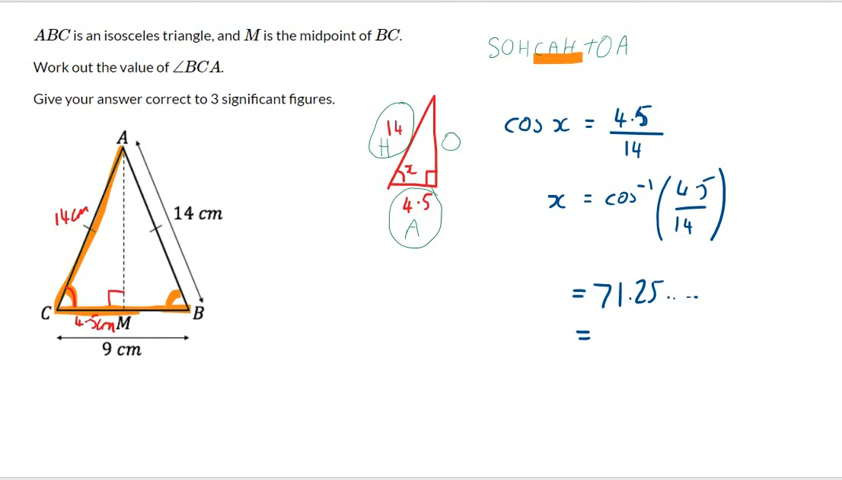 ABC is an isosceles triangle, and M is the midpoint of BC.
Work out the value of ∠BCA.
Give your answer correct to 3 significant figures.
SOHCAHTOA
A
14cm
14 cm
C
4.5cm
M
B
9 cm
14
H
O
x
4.5
A
cos x = 4.5/14
x = cos⁻¹(4.5/14)
= 71.25....
=